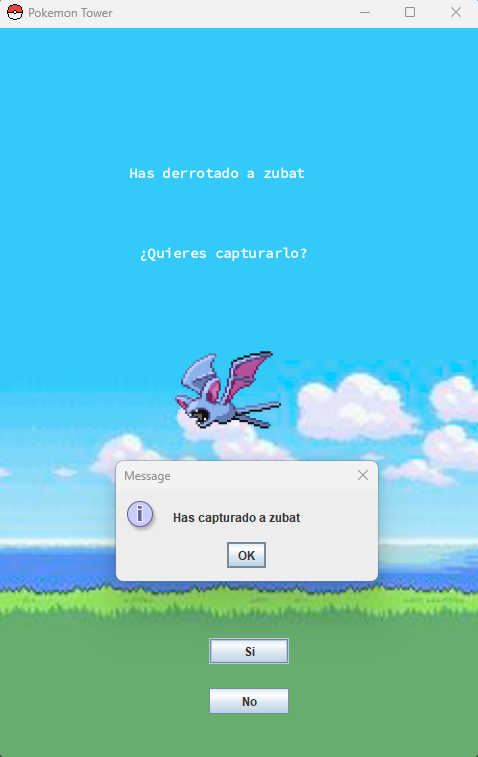 Pokemon Tower
Has derrotado a zubat
¿Quieres capturarlo?
Message
Has capturado a zubat
OK
Si
No